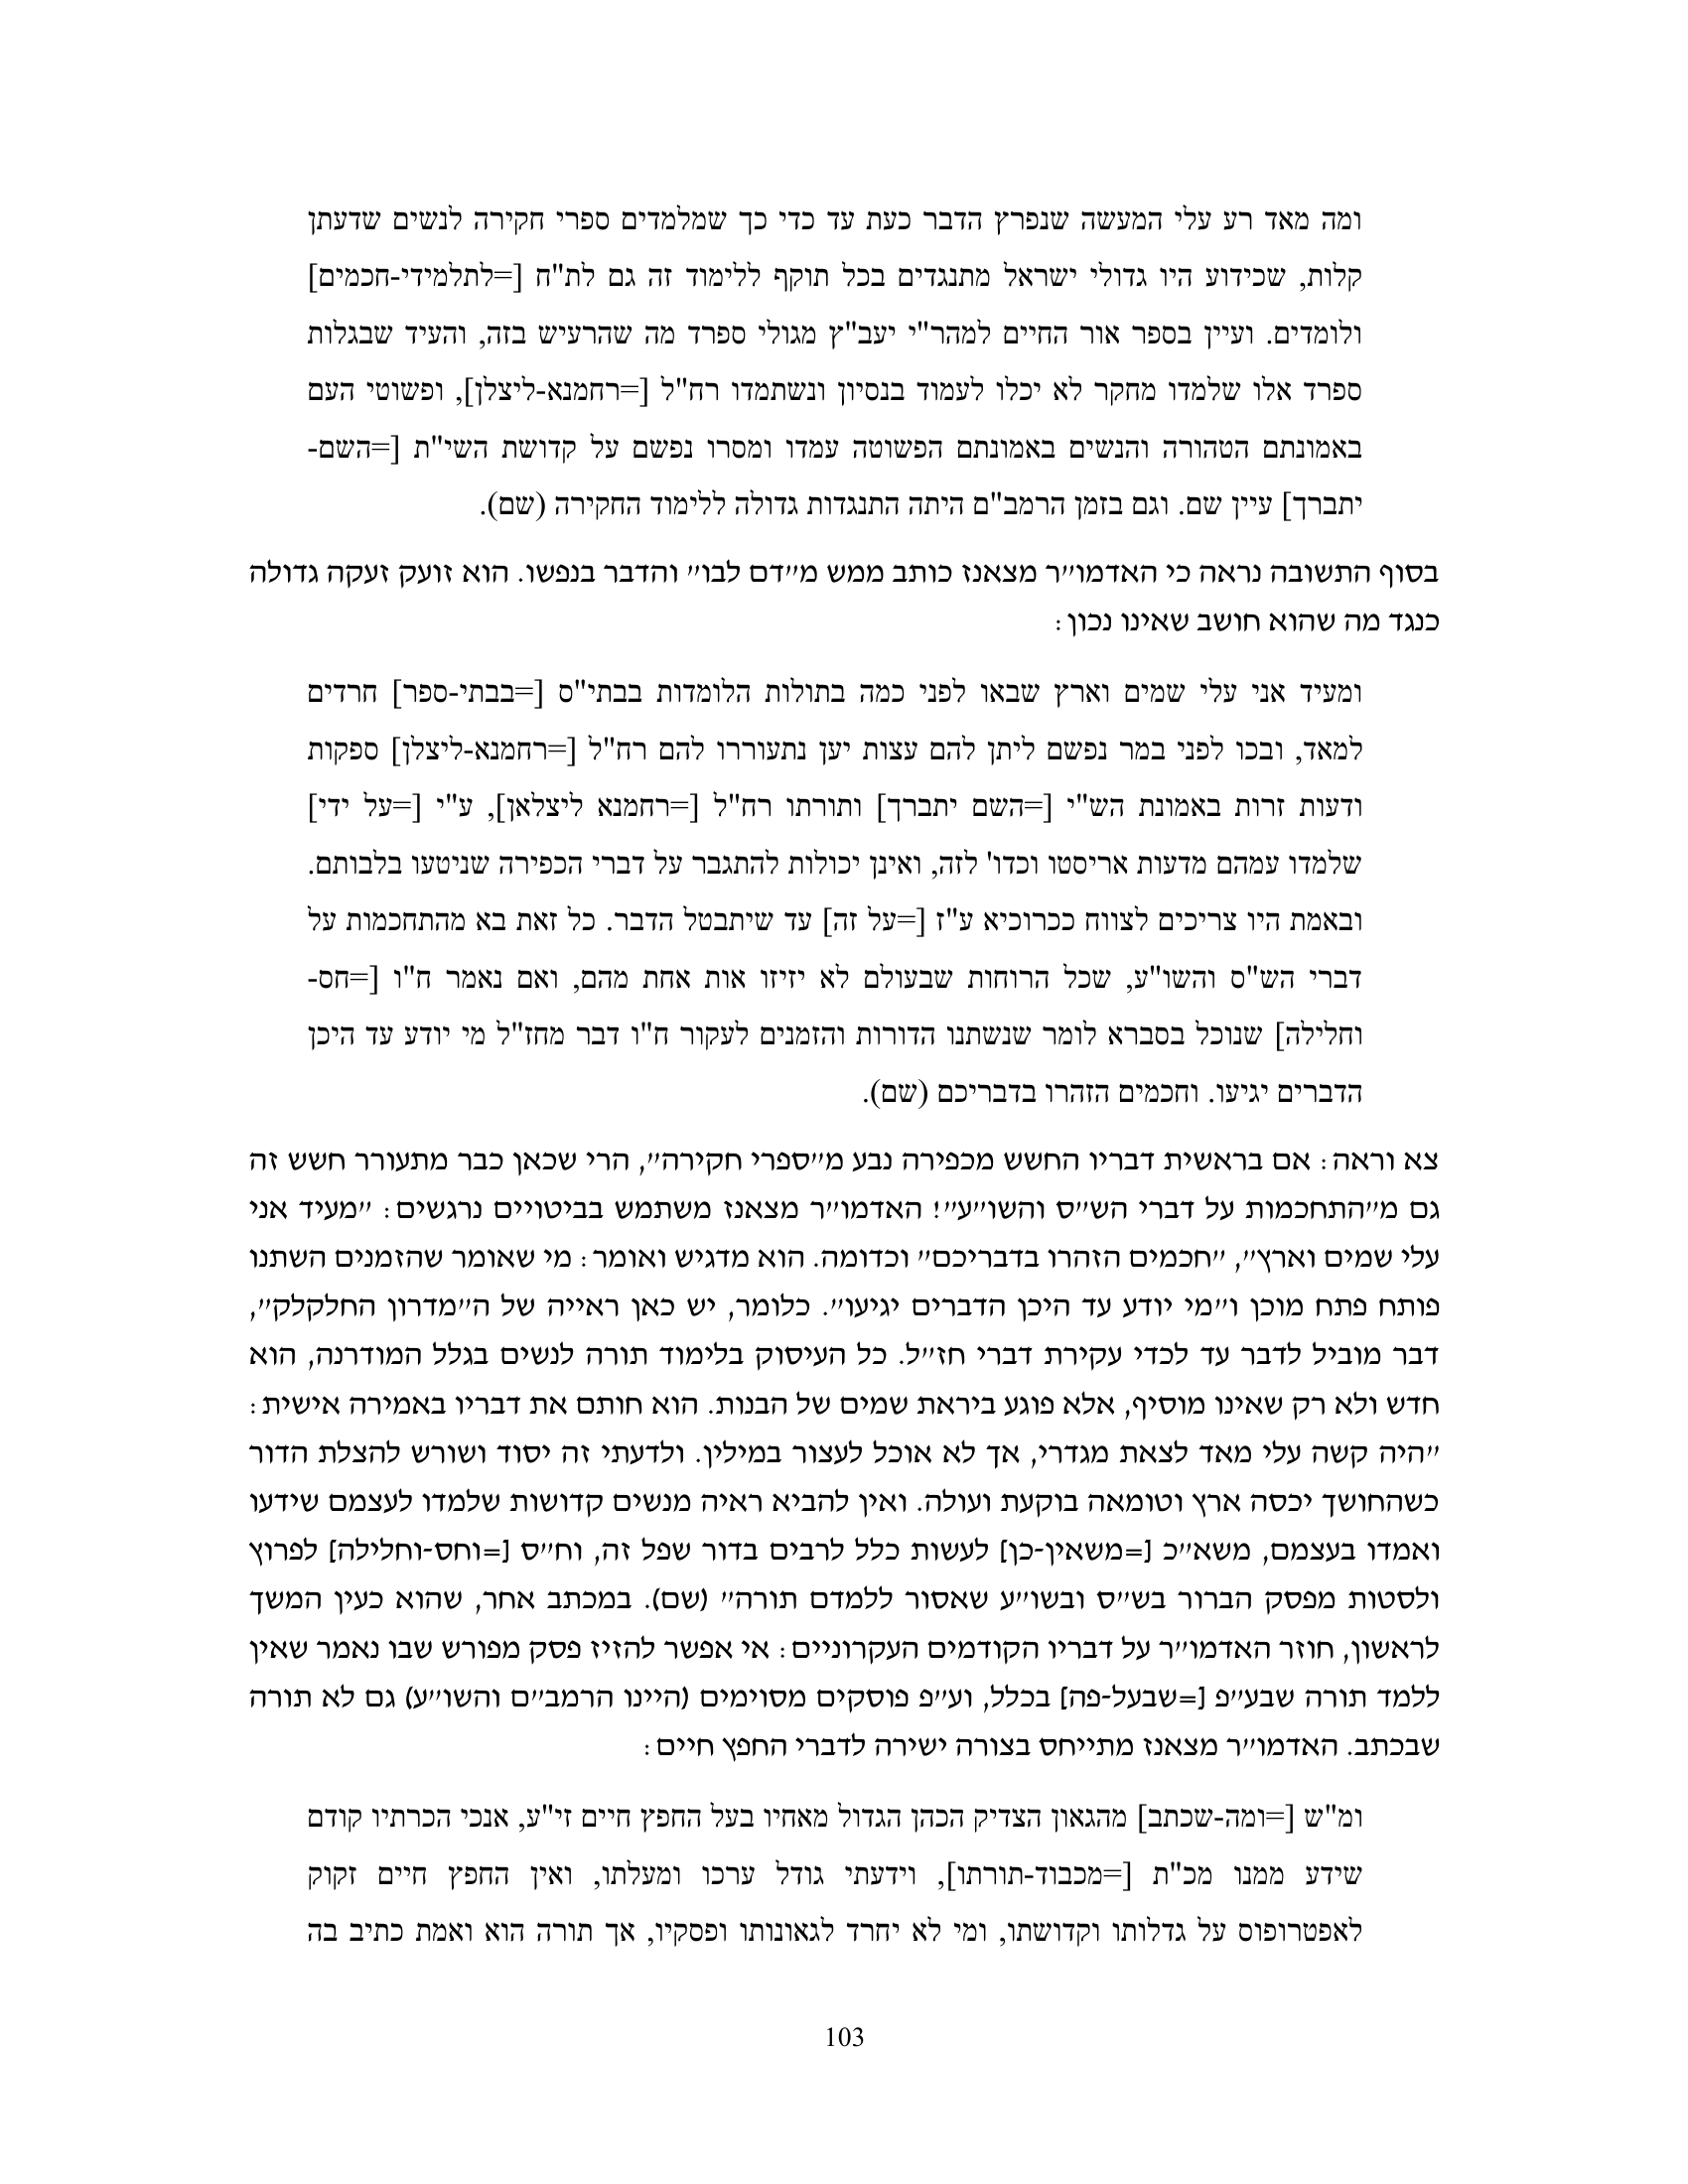 ומה מאד רע עלי המעשה שנפרץ הדבר כעת עד כדי כך שמלמדים ספרי חקירה לנשים שדעתן
קלות, שכידוע היו גדולי ישראל מתנגדים בכל תוקף ללימוד זה גם לת"ח [=לתלמידי-חכמים]
ולומדים. ועיין בספר אור החיים למהר"י יעב"ץ מגולי ספרד מה שהרעיש בזה, והעיד שבגלות
ספרד אלו שלמדו מחקר לא יכלו לעמוד בנסיון ונשתמדו רח"ל [=רחמנא-ליצלן], ופשוטי העם
באמונתם הטהורה והנשים באמונתם הפשוטה עמדו ומסרו נפשם על קדושת השי"ת [=השם-
יתברך] עיין שם. וגם בזמן הרמב"ם היתה התנגדות גדולה ללימוד החקירה (שם).
בסוף התשובה נראה כי האדמו״ר מצאנז כותב ממש מ״דם לבו״ והדבר בנפשו. הוא זועק זעקה גדולה
כנגד מה שהוא חושב שאינו נכון:
ומעיד אני עלי שמים וארץ שבאו לפני כמה בתולות הלומדות בבתי"ס [=בבתי-ספר] חרדים
למאד, ובכו לפני במר נפשם ליתן להם עצות יען נתעוררו להם רח"ל [=רחמנא-ליצלן] ספקות
ודעות זרות באמונת הש"י [=השם יתברך] ותורתו רח"ל [=רחמנא ליצלאן], ע"י [=על ידי]
שלמדו עמהם מדעות אריסטו וכדו' לזה, ואינן יכולות להתגבר על דברי הכפירה שניטעו בלבותם.
ובאמת היו צריכים לצווח ככרוכיא ע"ז [=על זה] עד שיתבטל הדבר. כל זאת בא מהתחכמות על
דברי הש"ס והשו"ע, שכל הרוחות שבעולם לא יזיזו אות אחת מהם, ואם נאמר ח"ו [=חס-
וחלילה] שנוכל בסברא לומר שנשתנו הדורות והזמנים לעקור ח"ו דבר מחז"ל מי יודע עד היכן
הדברים יגיעו. וחכמים הזהרו בדבריכם (שם).
צא וראה: אם בראשית דבריו החשש מכפירה נבע מ״ספרי חקירה״, הרי שכאן כבר מתעורר חשש זה
גם מ״התחכמות על דברי הש״ס והשו״ע״! האדמו״ר מצאנז משתמש בביטויים נרגשים: ״מעיד אני
עלי שמים וארץ״, ״חכמים הזהרו בדבריכם״ וכדומה. הוא מדגיש ואומר: מי שאומר שהזמנים השתנו
פותח פתח מוכן ו״מי יודע עד היכן הדברים יגיעו״. כלומר, יש כאן ראייה של ה״מדרון החלקלק״,
דבר מוביל לדבר עד לכדי עקירת דברי חז״ל. כל העיסוק בלימוד תורה לנשים בגלל המודרנה, הוא
חדש ולא רק שאינו מוסיף, אלא פוגע ביראת שמים של הבנות. הוא חותם את דבריו באמירה אישית:
״היה קשה עלי מאד לצאת מגדרי, אך לא אוכל לעצור במילין. ולדעתי זה יסוד ושורש להצלת הדור
כשהחושך יכסה ארץ וטומאה בוקעת ועולה. ואין להביא ראיה מנשים קדושות שלמדו לעצמם שידעו
ואמדו בעצמם, משא״כ [=משאין-כן] לעשות כלל לרבים בדור שפל זה, וח״ס [=וחס-וחלילה] לפרוץ
ולסטות מפסק הברור בש״ס ובשו״ע שאסור ללמדם תורה״ (שם). במכתב אחר, שהוא כעין המשך
לראשון, חוזר האדמו״ר על דבריו הקודמים העקרוניים: אי אפשר להזיז פסק מפורש שבו נאמר שאין
ללמד תורה שבע״פ [=שבעל-פה] בכלל, וע״פ פוסקים מסוימים (היינו הרמב״ם והשו״ע) גם לא תורה
שבכתב. האדמו״ר מצאנז מתייחס בצורה ישירה לדברי החפץ חיים:
ומ"ש [=ומה-שכתב] מהגאון הצדיק הכהן הגדול מאחיו בעל החפץ חיים זי"ע, אנכי הכרתיו קודם
שידע ממנו מכ"ת [=מכבוד-תורתו], וידעתי גודל ערכו ומעלתו, ואין החפץ חיים זקוק
לאפטרופוס על גדלותו וקדושתו, ומי לא יחרד לגאונותו ופסקיו, אך תורה הוא ואמת כתיב בה
103